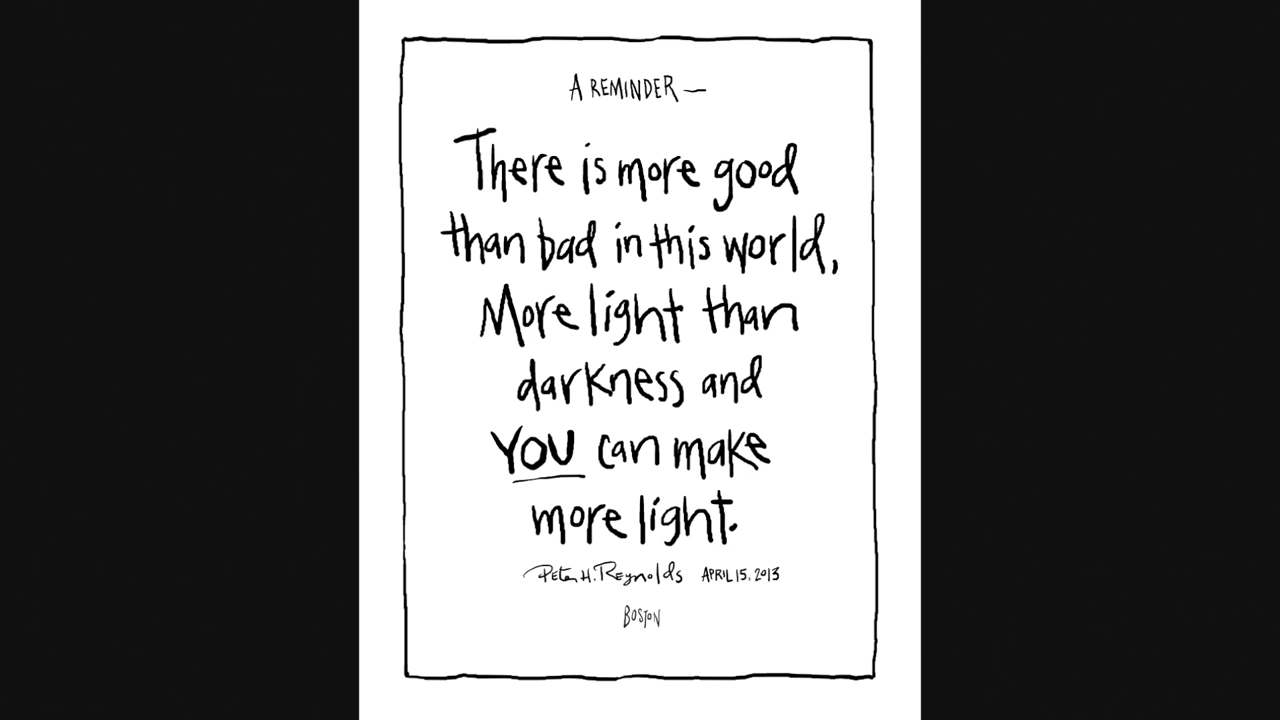 A REMINDER —
There is more good
than bad in this world,
More light than
darkness and
YOU can make
more light.
Peter H. Reynolds APRIL 15, 2013
BOSTON